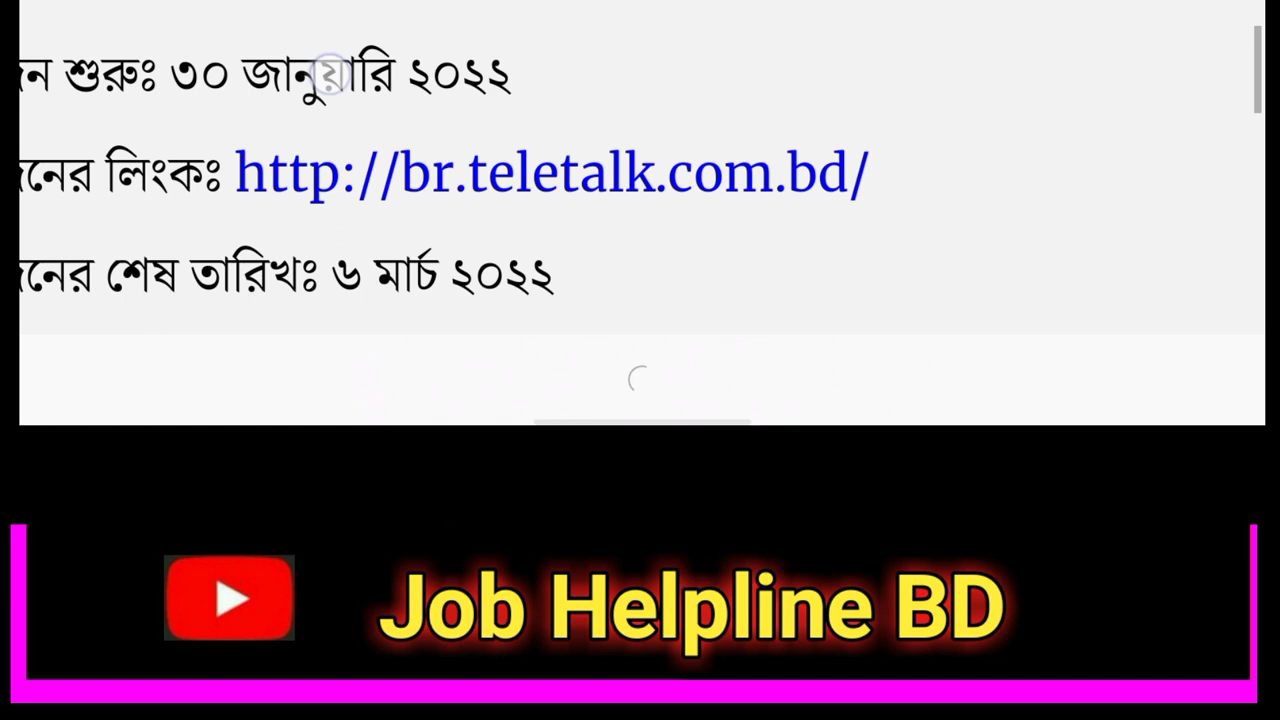 শুরুঃ ৩০ জানুয়ারি ২০২২
লিংকঃ http://br.teletalk.com.bd/
শেষ তারিখঃ ৬ মার্চ ২০২২
Job Helpline BD